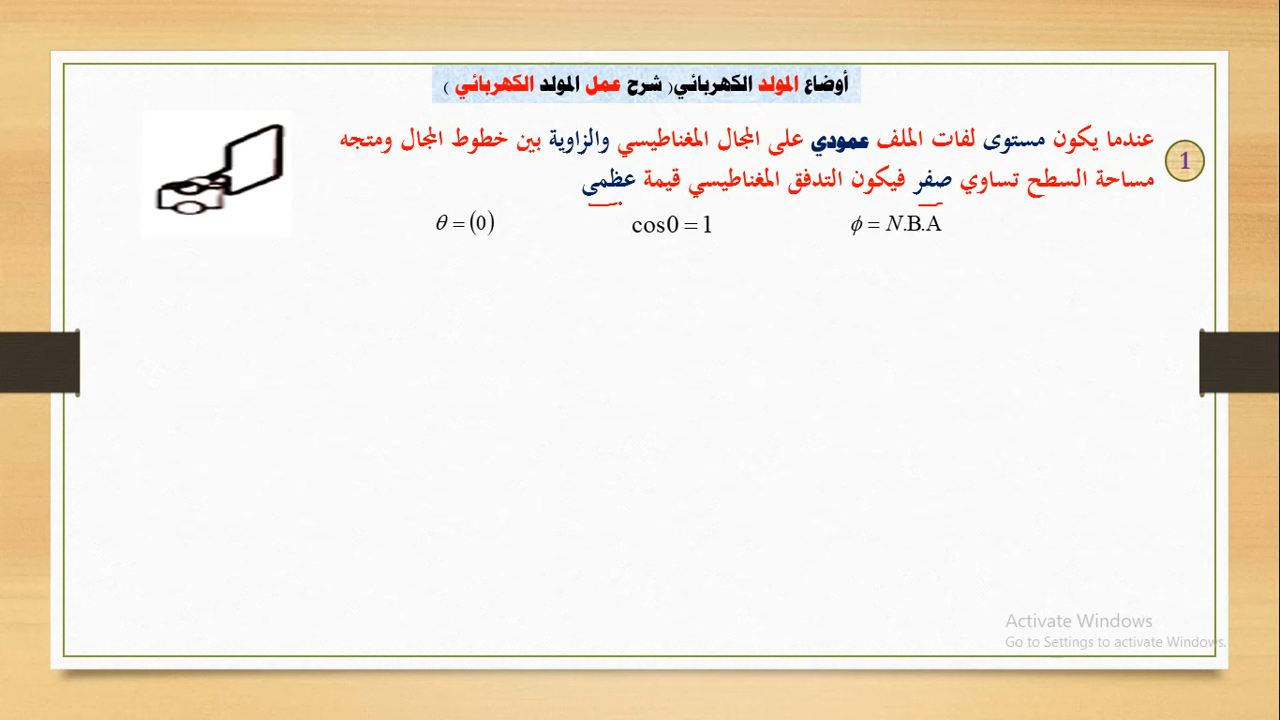 أوضاع المولد الكهربائي( شرح عمل المولد الكهربائي )
1 عندما يكون مستوى لفات الملف عمودي على المجال المغناطيسي والزاوية بين خطوط المجال ومتجه
مساحة السطح تساوي صفر فيكون التدفق المغناطيسي قيمة عظمى
ϕ = N.B.A cos0 = 1 θ = (0)
Activate Windows
Go to Settings to activate Windows.